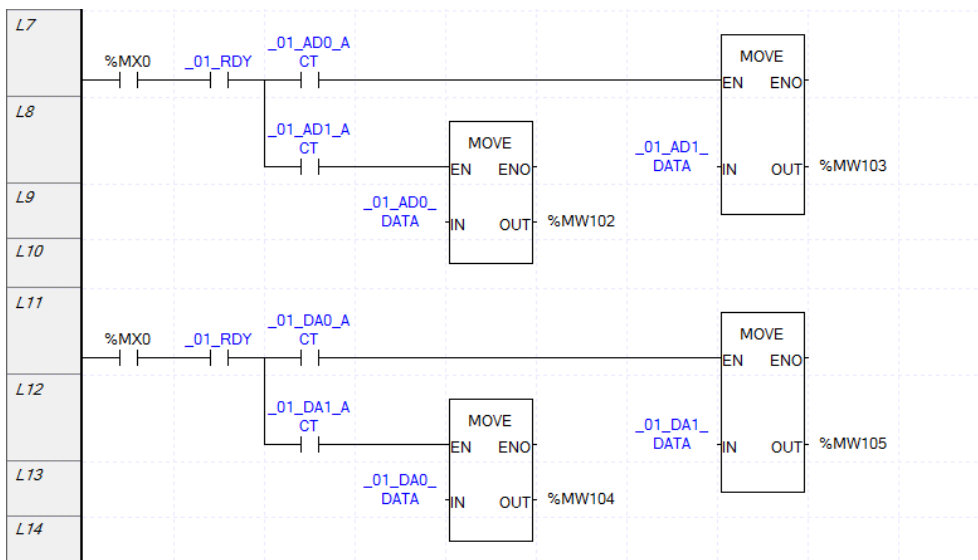 L7
_01_AD0_A
%MX0 _01_RDY CT MOVE
EN ENO
L8
_01_AD1_A
CT MOVE _01_AD1_
EN ENO DATA IN OUT %MW103
L9
_01_AD0_
DATA IN OUT %MW102
L10
L11
_01_DA0_A
%MX0 _01_RDY CT MOVE
EN ENO
L12
_01_DA1_A
CT MOVE _01_DA1_
EN ENO DATA IN OUT %MW105
L13
_01_DA0_
DATA IN OUT %MW104
L14